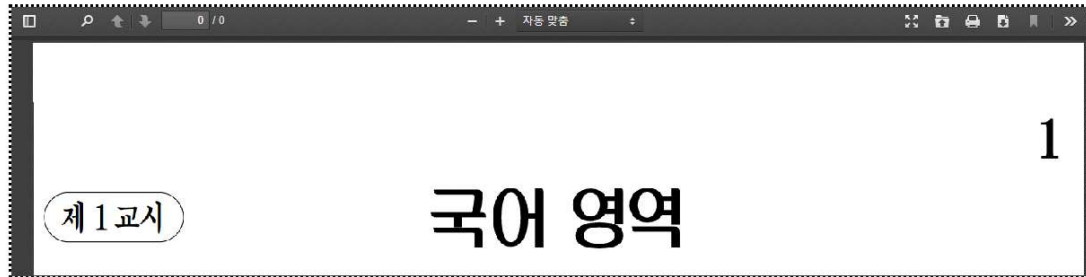 0 / 0
자동 맞춤
1
제 1 교시
국어 영역